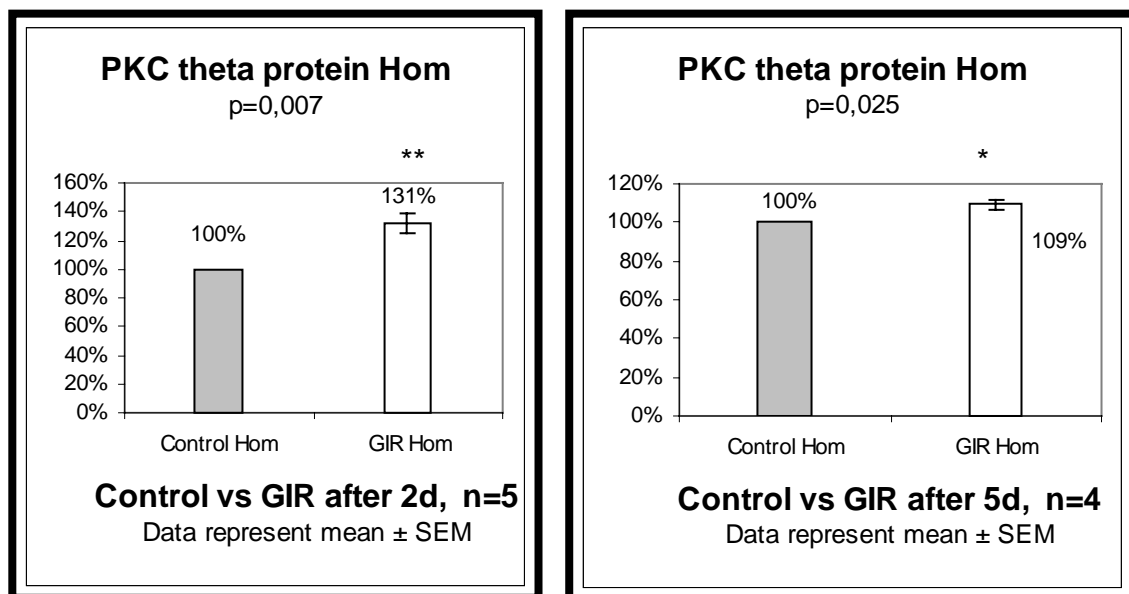 PKC theta protein Hom
p=0,007
**
160%
140%
120%
100%
80%
60%
40%
20%
0%
100%
131%
Control Hom
GIR Hom
Control vs GIR after 2d, n=5
Data represent mean ± SEM
PKC theta protein Hom
p=0,025
*
120%
100%
80%
60%
40%
20%
0%
100%
109%
Control Hom
GIR Hom
Control vs GIR after 5d, n=4
Data represent mean ± SEM